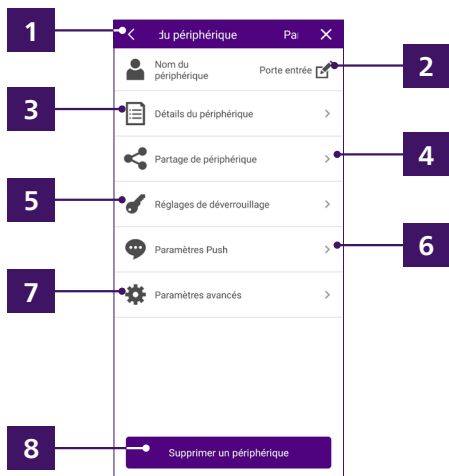 1
du périphérique Pa
2
Nom du
périphérique
Porte entrée
3
Détails du périphérique
4
Partage de périphérique
5
Réglages de déverrouillage
6
Paramètres Push
7
Paramètres avancés
8
Supprimer un périphérique